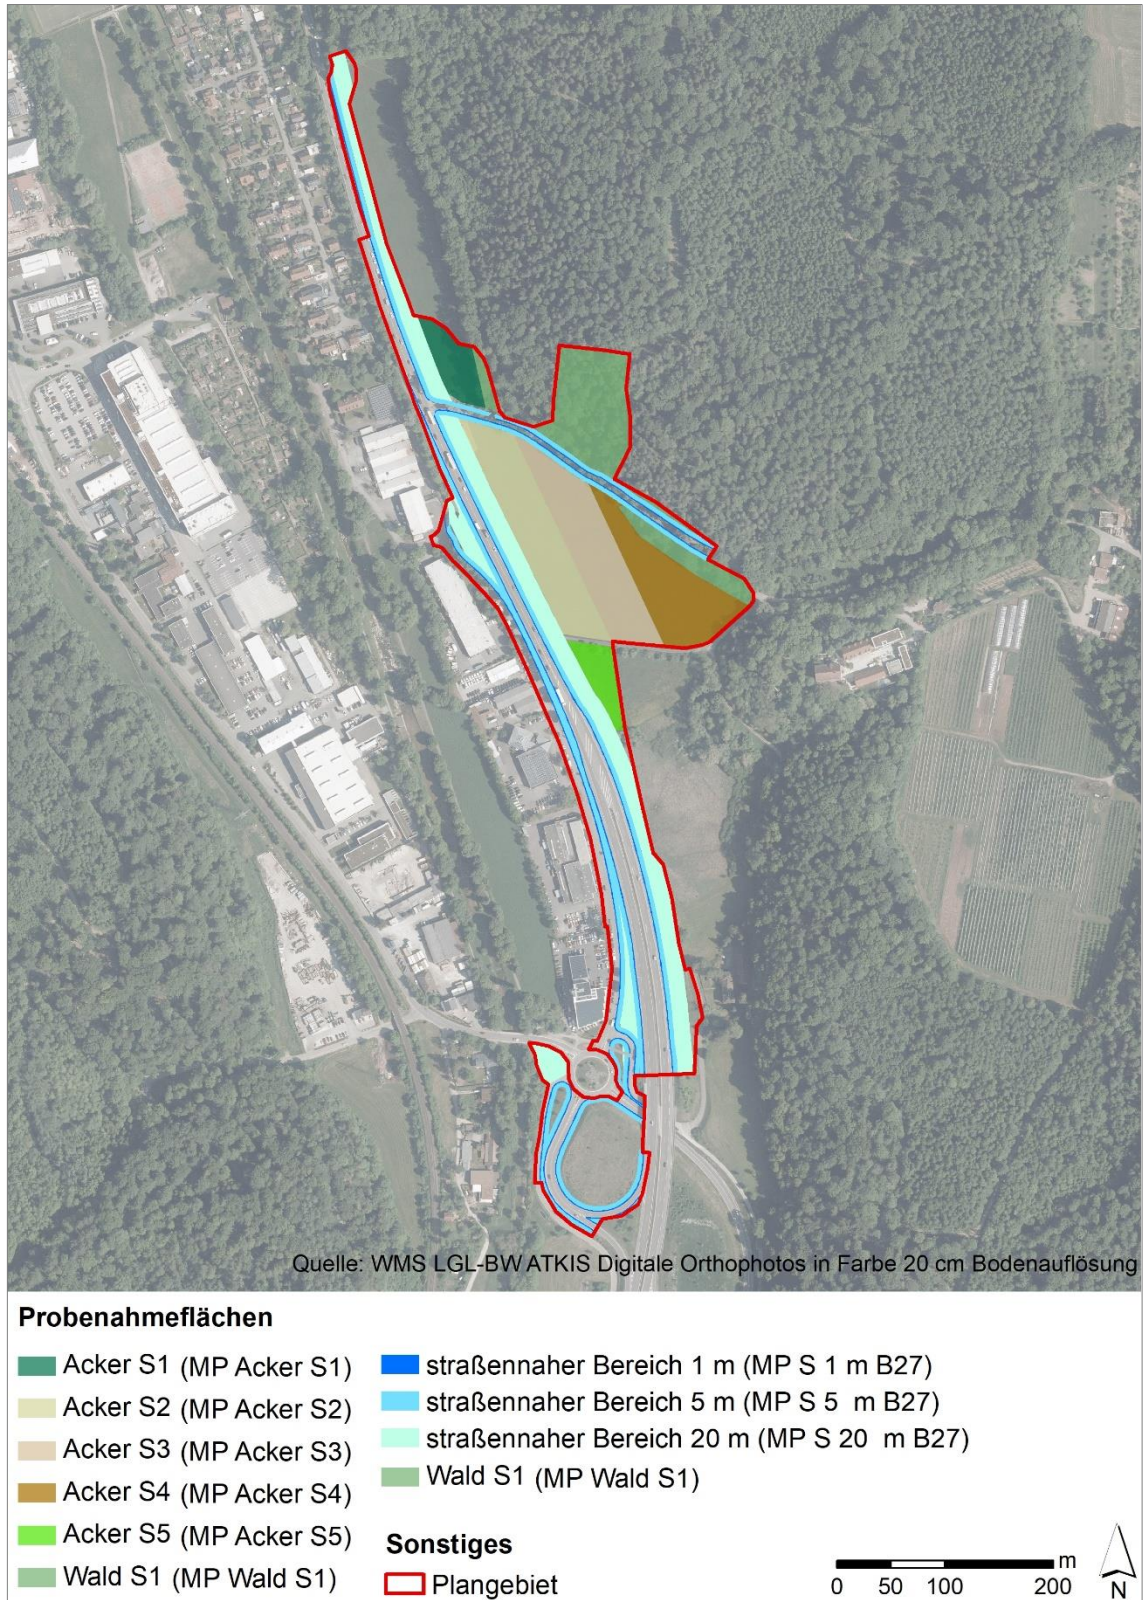 Quelle: WMS LGL-BW ATKIS Digitale Orthophotos in Farbe 20 cm Bodenauflösung
Probenahmeflächen
Acker S1 (MP Acker S1)
Acker S2 (MP Acker S2)
Acker S3 (MP Acker S3)
Acker S4 (MP Acker S4)
Acker S5 (MP Acker S5)
Wald S1 (MP Wald S1)
straßennaher Bereich 1 m (MP S 1 m B27)
straßennaher Bereich 5 m (MP S 5 m B27)
straßennaher Bereich 20 m (MP S 20 m B27)
Wald S1 (MP Wald S1)
Sonstiges
Plangebiet
m
0 50 100 200
N